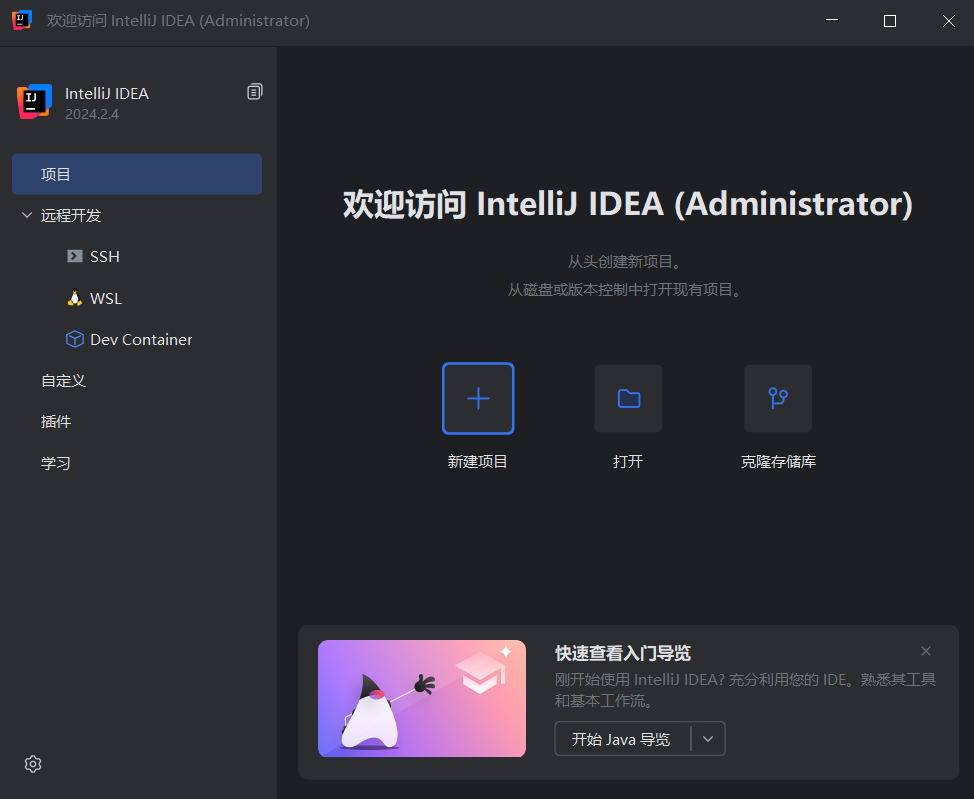 欢迎访问 IntelliJ IDEA (Administrator)
IJ
IntelliJ IDEA
2024.2.4
项目
远程开发
SSH
WSL
Dev Container
自定义
插件
学习
欢迎访问 IntelliJ IDEA (Administrator)
从头创建新项目。
从磁盘或版本控制中打开现有项目。
新建项目
打开
克隆存储库
快速查看入门导览
刚开始使用 IntelliJ IDEA? 充分利用您的 IDE。熟悉其工具
和基本工作流。
开始 Java 导览